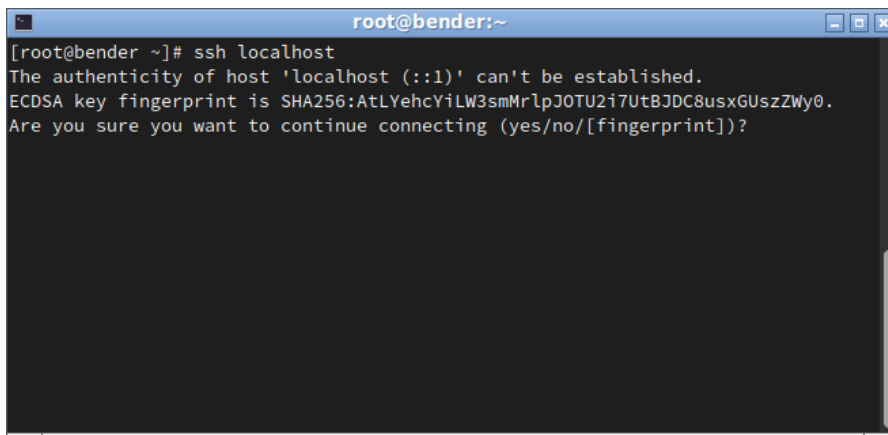 root@bender:~
[root@bender ~]# ssh localhost
The authenticity of host 'localhost (::1)' can't be established.
ECDSA key fingerprint is SHA256:AtLYehcYiLW3smMrlpJOTU2i7UtBJDC8usxGUszZWy0.
Are you sure you want to continue connecting (yes/no/[fingerprint])?